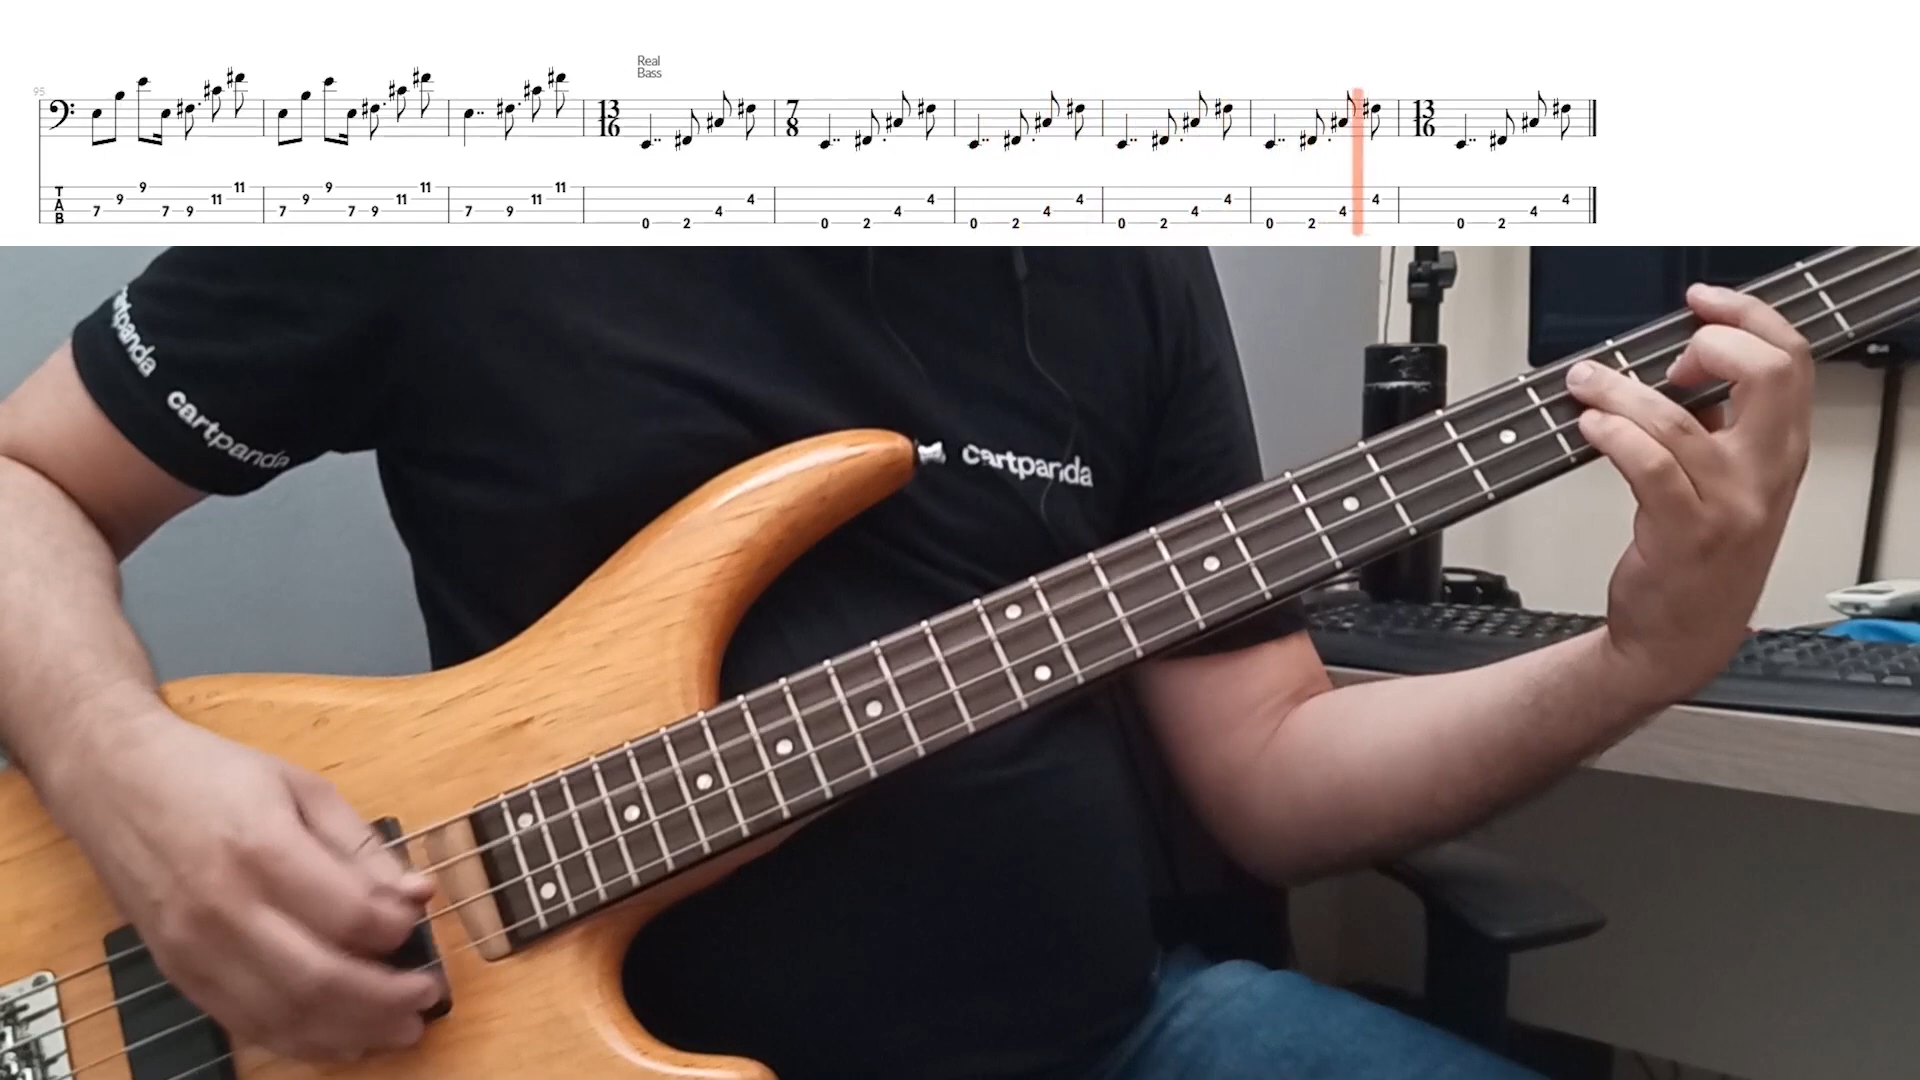 Real
Bass
95
13 7 13
16 8 16
T 9 11 9 11 11
A 9 11 9 11 11 4 4 4 4 4 4
7 7 9 7 7 9 7 9 4 4 4 4 4 4
B 0 2 0 2 0 2 0 2 0 2 0 2
cartpanda
cartpanda
cartpanda
LG